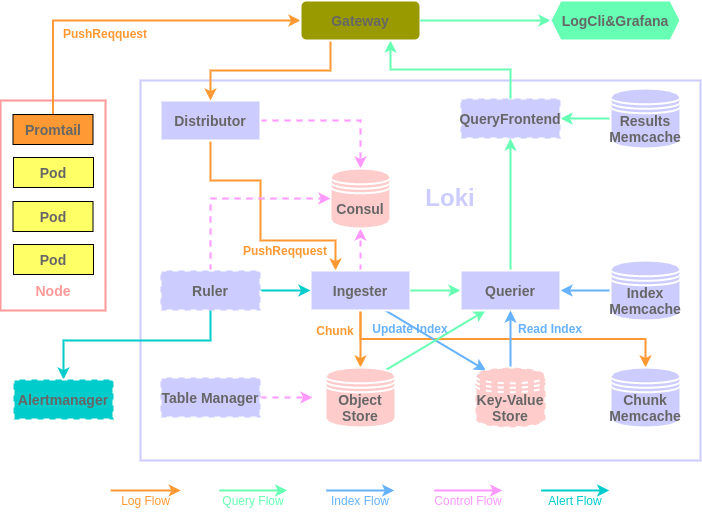 Gateway
LogCli&Grafana
PushReqquest
Distributor
QueryFrontend
Results
Memcache
Promtail
Pod
Pod
Pod
Node
Consul
Loki
PushReqquest
Ruler
Ingester
Querier
Index
Memcache
Chunk
Update Index
Read Index
Alertmanager
Table Manager
Object
Store
Key-Value
Store
Chunk
Memcache
Log Flow
Query Flow
Index Flow
Control Flow
Alert Flow